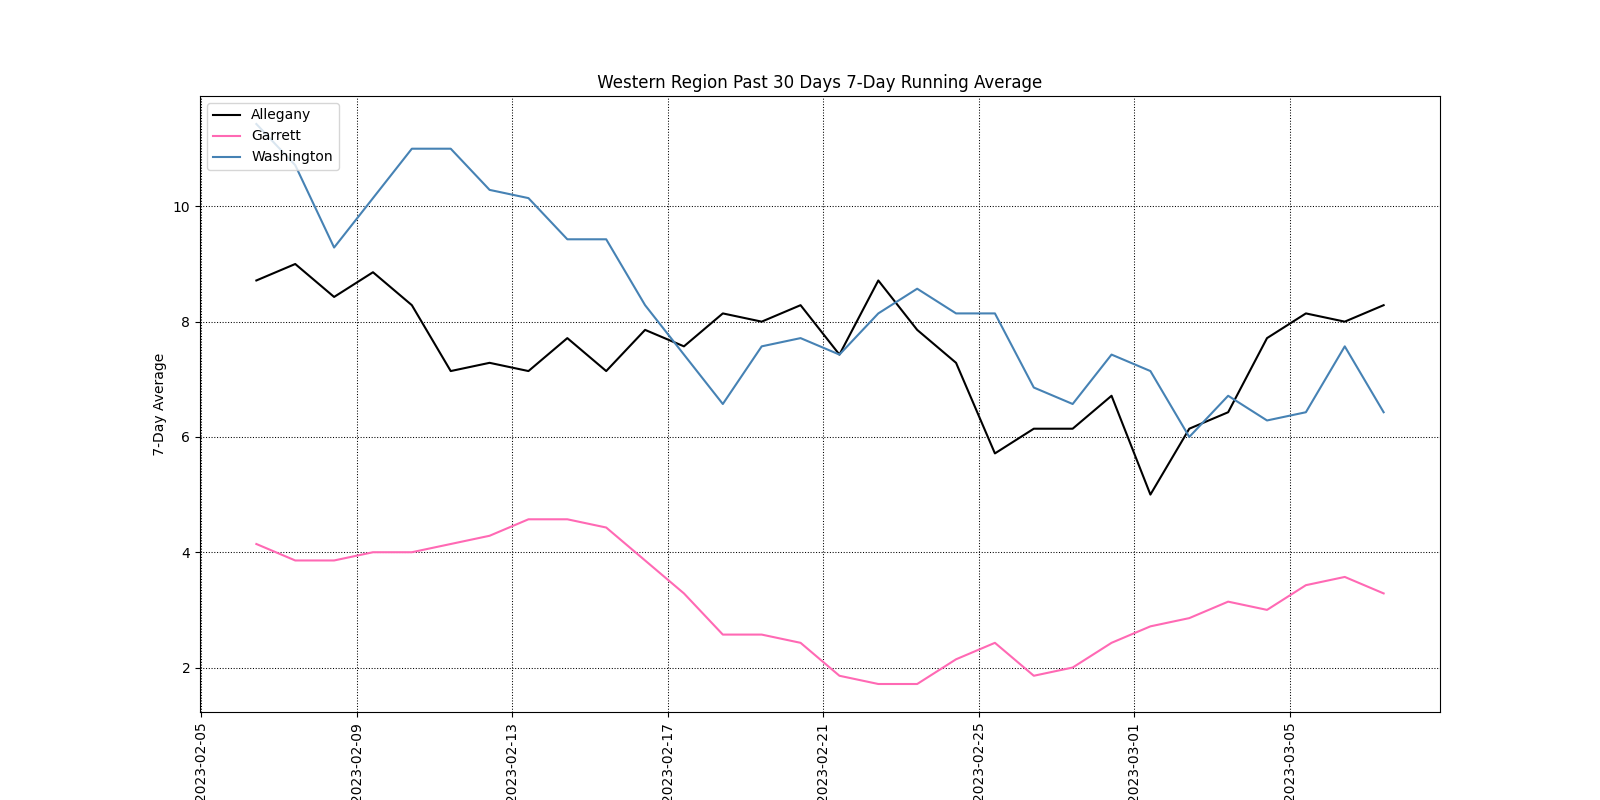 Western Region Past 30 Days 7-Day Running Average
Allegany
Garrett
Washington
7-Day Average
10
8
6
4
2
2023-02-05
2023-02-09
2023-02-13
2023-02-17
2023-02-21
2023-02-25
2023-03-01
2023-03-05